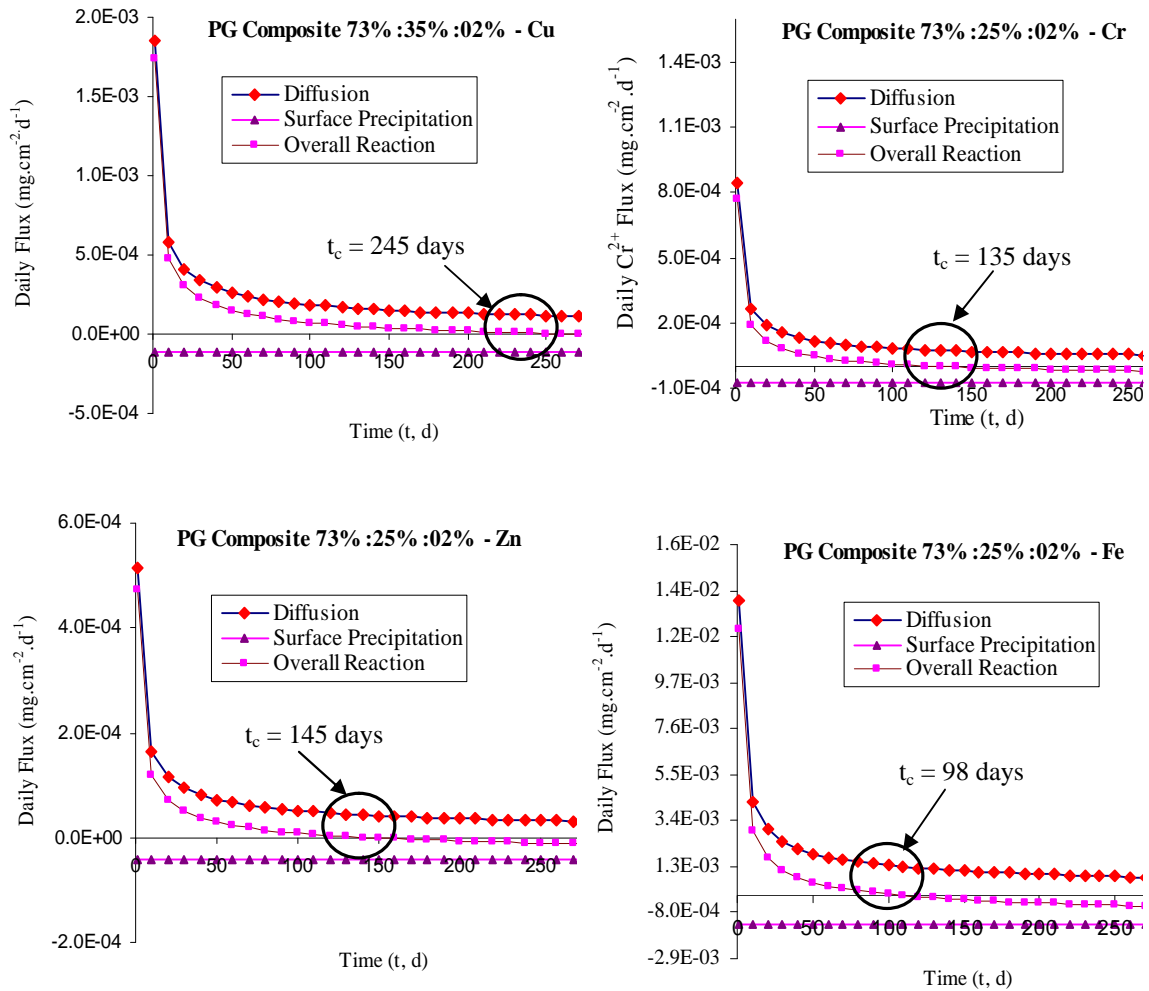 PG Composite 73% :35% :02% - Cu
2.0E-03
1.5E-03
1.0E-03
5.0E-04
0.0E+00
-5.0E-04
Daily Flux (mg.cm-2.d-1)
Diffusion
Surface Precipitation
Overall Reaction
tc = 245 days
0 50 100 150 200 250
Time (t, d)
PG Composite 73% :25% :02% - Cr
1.4E-03
1.1E-03
8.0E-04
5.0E-04
2.0E-04
-1.0E-04
Daily Cr2+ Flux (mg.cm-2 .d-1)
Diffusion
Surface Precipitation
Overall Reaction
tc = 135 days
0 50 100 150 200 250
Time (t, d)
PG Composite 73% :25% :02% - Zn
6.0E-04
4.0E-04
2.0E-04
0.0E+00
-2.0E-04
Daily Flux (mg.cm-2.d-1)
Diffusion
Surface Precipitation
Overall Reaction
tc = 145 days
0 50 100 150 200 250
Time (t, d)
PG Composite 73% :25% :02% - Fe
1.6E-02
1.4E-02
1.2E-02
9.7E-03
7.6E-03
5.5E-03
3.4E-03
1.3E-03
-8.0E-04
-2.9E-03
Daily Flux (mg.cm-2.d-1)
Diffusion
Surface Precipitation
Overall Reaction
tc = 98 days
0 50 100 150 200 250
Time (t, d)